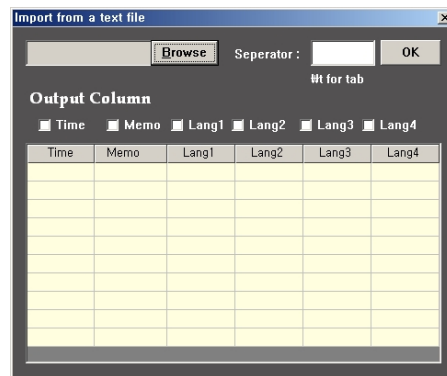 Import from a text file
Browse Seperator : OK
₩t for tab
Output Column
Time Memo Lang1 Lang2 Lang3 Lang4
Time Memo Lang1 Lang2 Lang3 Lang4